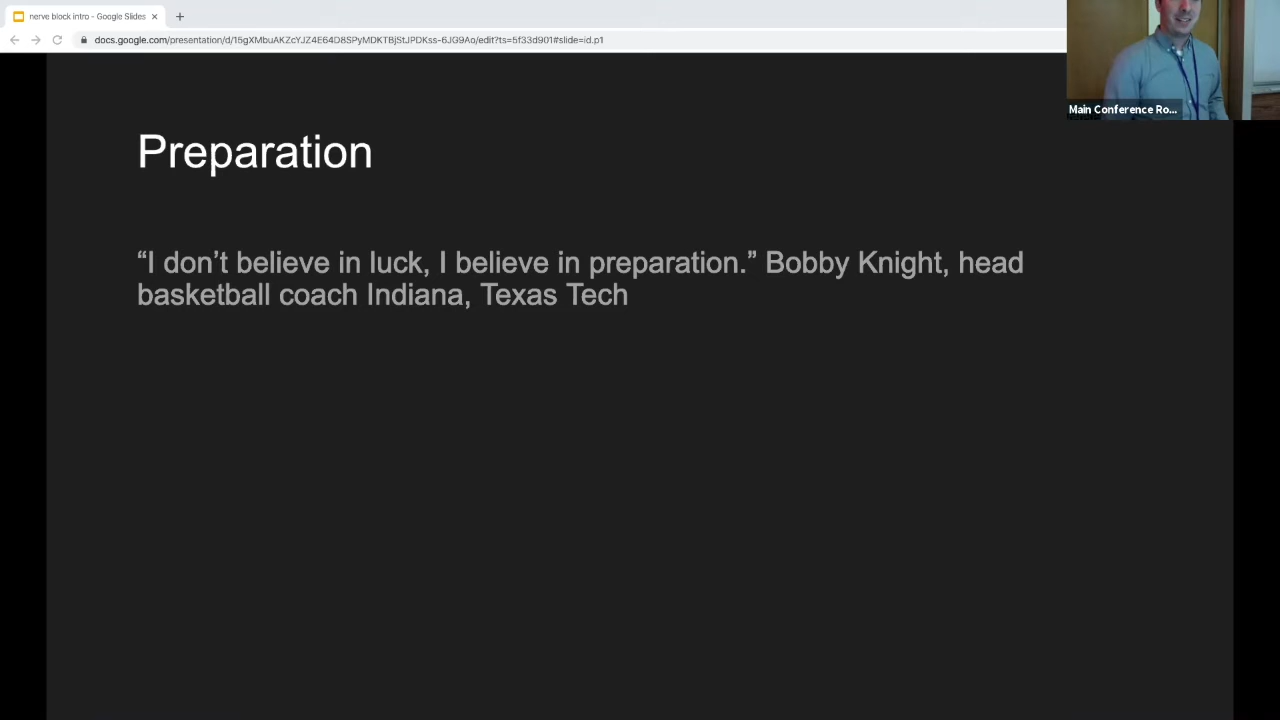 nerve block intro - Google Slides
docs.google.com/presentation/d/15gXMbuAKZcYJZ4E64D8SPyMDKTBjStJPDKss-6JG9Ao/edit?ts=5f33d901#slide=id.p1
Main Conference Ro...
Preparation
“I don’t believe in luck, I believe in preparation.” Bobby Knight, head
basketball coach Indiana, Texas Tech